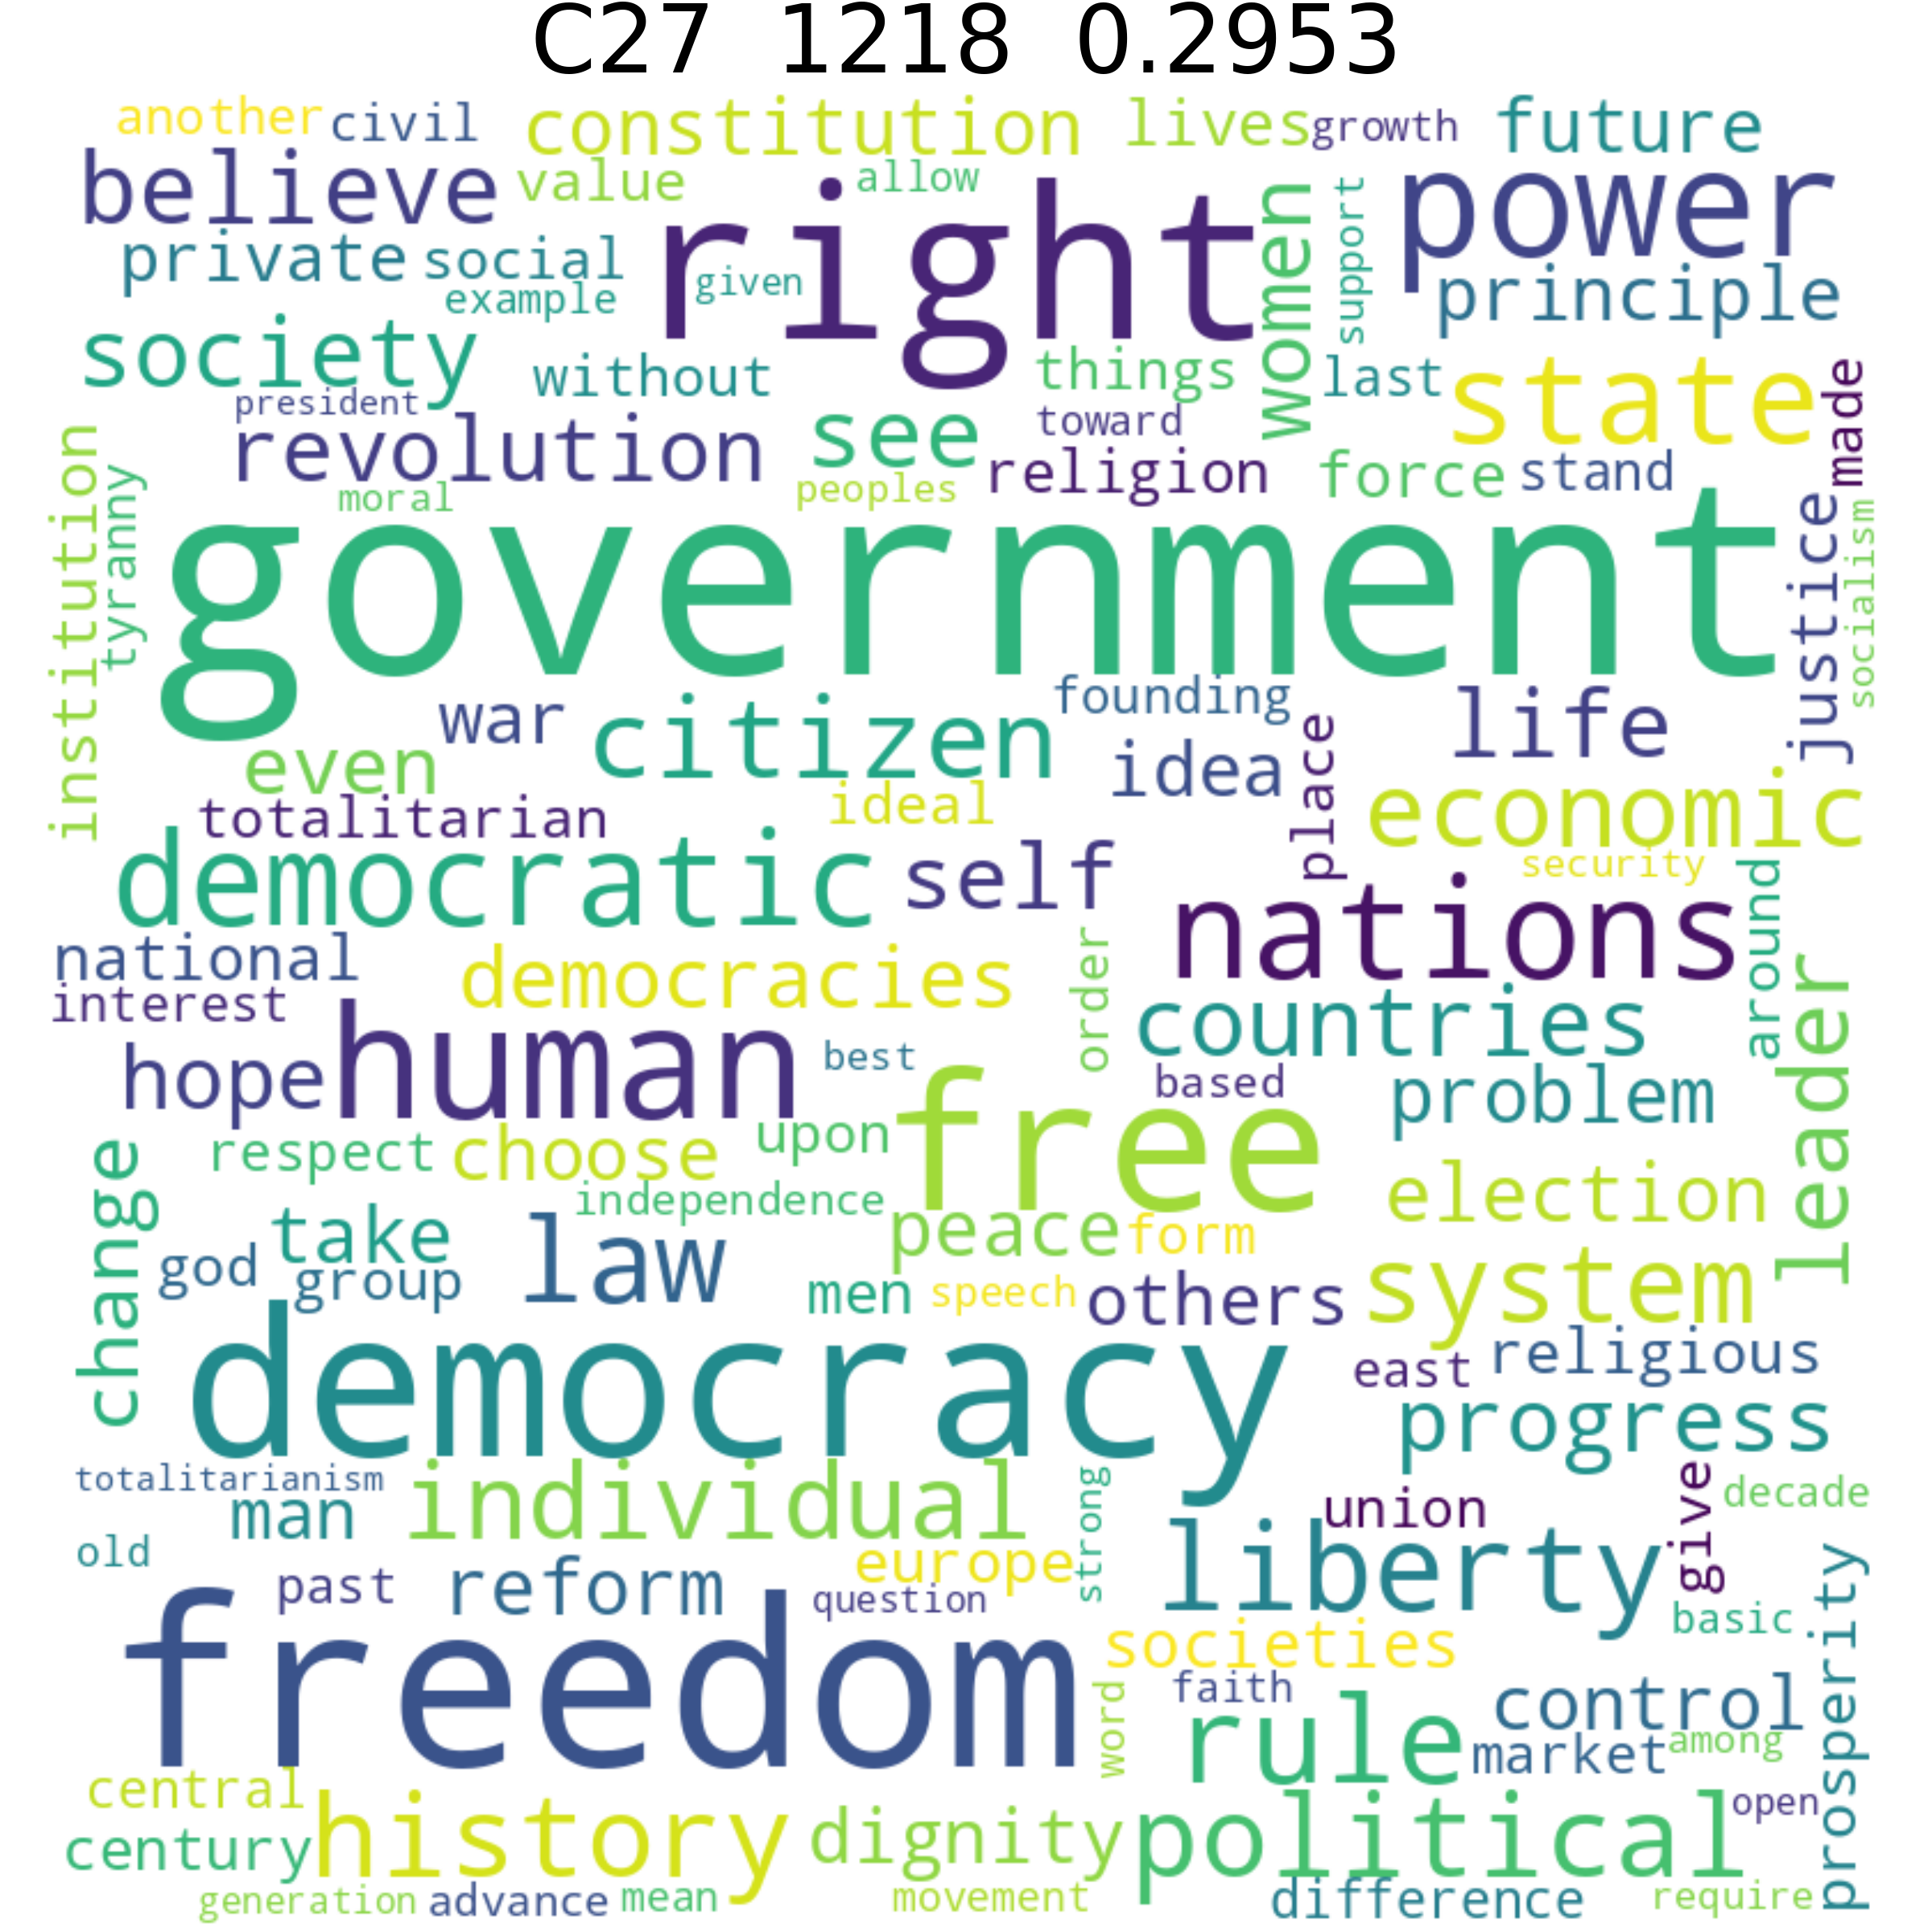 C27 1218 0.2953
another civil constitution lives growth future
believe value allow right women support power
private social given principle
example
society without things last state made
president revolution see toward
institution tyranny moral peoples religion force stand
government justice socialism
war citizen founding life
even idea place
totalitarian ideal economic
democratic self security around
national democracies order nations leader
interest human countries
hope best free based problem
change respect choose upon
independence election
take law peace form
god group men speech others system
democracy east religious
progress
totalitarianism individual strong union give decade
man liberty
old europe prosperity
past reform question basic
freedom societies
word faith control
rule market among
central history dignity political open
century
generation advance mean movement difference require